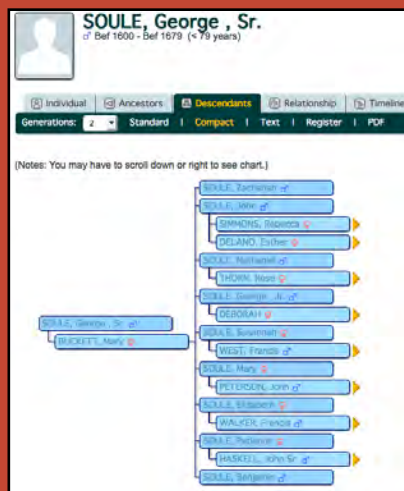 SOULE, George , Sr.
♂ Bef 1600 - Bef 1679 (< 79 years)
Individual Ancestors Descendants Relationship Timeline
Generations: 2 Standard | Compact | Text | Register | PDF
(Notes: You may have to scroll down or right to see chart.)
SOULE, Zachariah ♂
SOULE, John ♂
SIMMONS, Rebecca ♀
DELANO, Esther ♀
SOULE, Nathaniel ♂
THORN, Rose ♀
SOULE, George , Jr. ♂
DEBORAH ♀
SOULE, George , Sr. ♂
SOULE, Susannah ♀
BUCKETT, Mary ♀
WEST, Francis ♂
SOULE, Mary ♀
PETERSON, John ♂
SOULE, Elizabeth ♀
WALKER, Francis ♂
SOULE, Patience ♀
HASKELL, John Sr. ♂
SOULE, Benjamin ♂